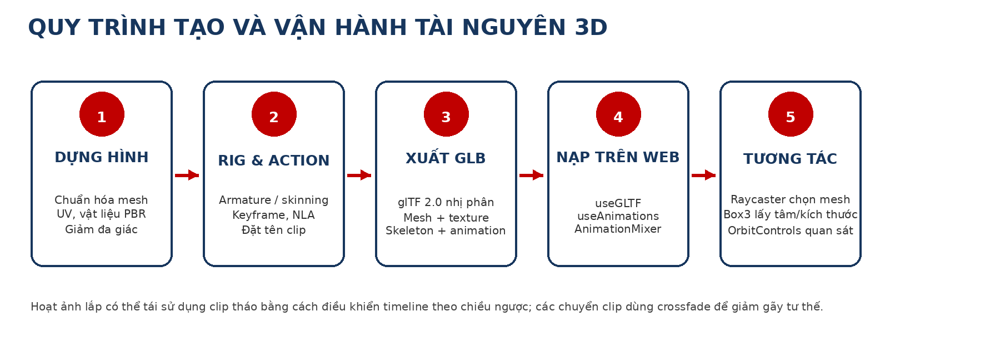 QUY TRÌNH TẠO VÀ VẬN HÀNH TÀI NGUYÊN 3D
1
DỰNG HÌNH
Chuẩn hóa mesh
UV, vật liệu PBR
Giảm đa giác
2
RIG & ACTION
Armature / skinning
Keyframe, NLA
Đặt tên clip
3
XUẤT GLB
glTF 2.0 nhị phân
Mesh + texture
Skeleton + animation
4
NẠP TRÊN WEB
useGLTF
useAnimations
AnimationMixer
5
TƯƠNG TÁC
Raycaster chọn mesh
Box3 lấy tâm/kích thước
OrbitControls quan sát
Hoạt ảnh lắp có thể tái sử dụng clip tháo bằng cách điều khiển timeline theo chiều ngược; các chuyển clip dùng crossfade để giảm gãy tư thế.